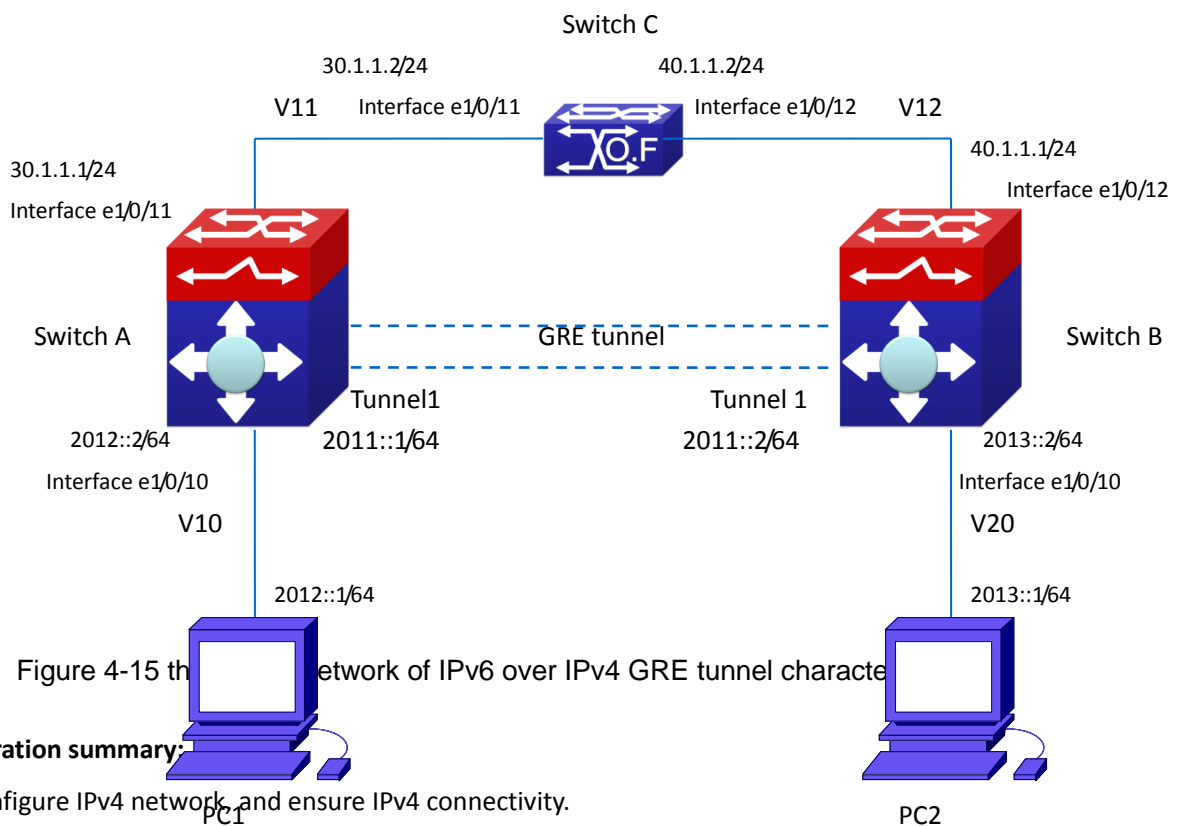 Switch C
30.1.1.2/24
40.1.1.2/24
V11
Interface e1/0/11
Interface e1/0/12
V12
O.F
40.1.1.1/24
30.1.1.1/24
Interface e1/0/12
Interface e1/0/11
Switch A
GRE tunnel
Switch B
Tunnel1
Tunnel 1
2012::2/64
2011::1/64
2011::2/64
2013::2/64
Interface e1/0/10
Interface e1/0/10
V10
V20
2012::1/64
2013::1/64
Figure 4-15 th etwork of IPv6 over IPv4 GRE tunnel characte
ration summary:
nfigure IPv4 network, and ensure IPv4 connectivity.
PC1
PC2